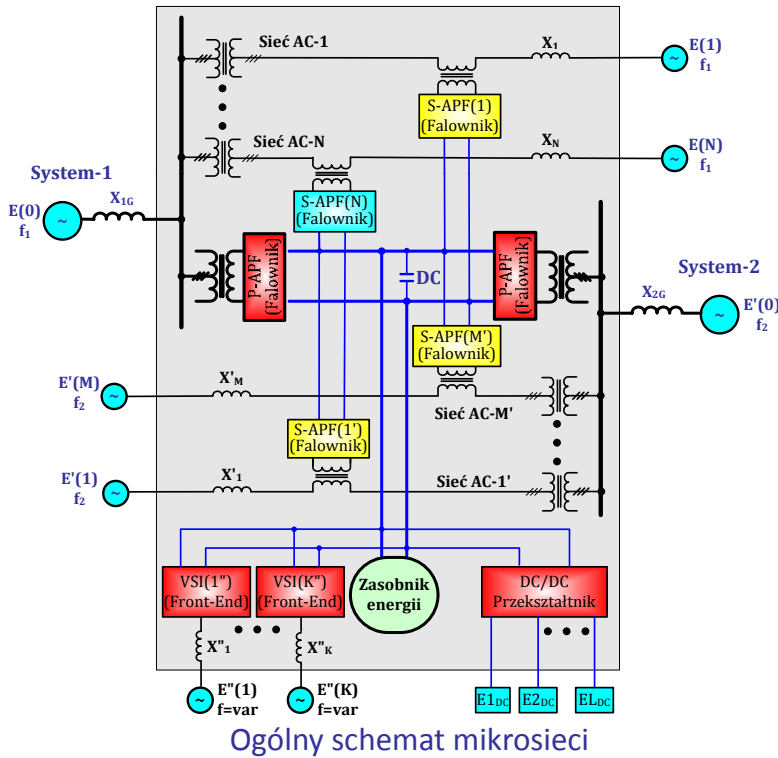 Sieć AC-1
X1
E(1)
f1
S-APF(1)
(Falownik)
Sieć AC-N
XN
E(N)
f1
System-1
X1G
E(0)
f1
S-APF(N)
(Falownik)
P-APF
(Falownik)
DC
P-APF
(Falownik)
System-2
X2G
E'(0)
f2
S-APF(M')
(Falownik)
E'(M)
f2
X'M
Sieć AC-M'
S-APF(1')
(Falownik)
E'(1)
f2
X'1
Sieć AC-1'
VSI(1")
(Front-End)
VSI(K")
(Front-End)
Zasobnik
energii
DC/DC
Przekształtnik
X"1
X"K
E"(1)
f=var
E"(K)
f=var
E1DC
E2DC
ELDC
Ogólny schemat mikrosieci